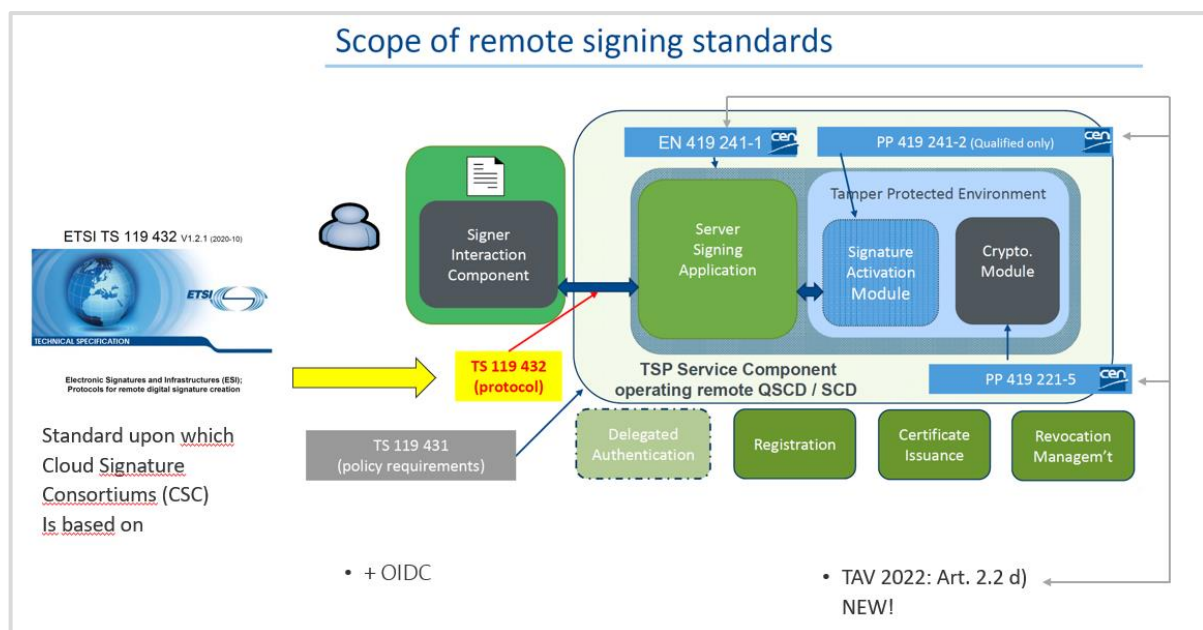 Scope of remote signing standards
EN 419 241-1
cen
PP 419 241-2 (Qualified only)
cen
Tamper Protected Environment
Signer
Interaction
Component
Server
Signing
Application
Signature
Activation
Module
Crypto.
Module
ETSI TS 119 432 V1.2.1 (2020-10)
ETSI
TECHNICAL SPECIFICATION
Electronic Signatures and Infrastructures (ESI);
Protocols for remote digital signature creation
TS 119 432
(protocol)
TSP Service Component
operating remote QSCD / SCD
PP 419 221-5
cen
Standard upon which
Cloud Signature
Consortiums (CSC)
Is based on
TS 119 431
(policy requirements)
Delegated
Authentication
Registration
Certificate
Issuance
Revocation
Managem't
• + OIDC
• TAV 2022: Art. 2.2 d)
NEW!